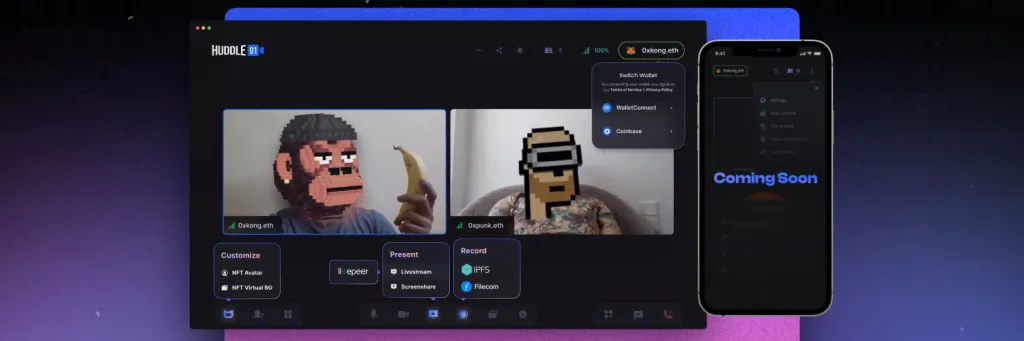 HUDDLE 01
100%
0xkong.eth
Switch Wallet
By connecting your wallet, you agree to
our Terms of Service & Privacy Policy
WalletConnect
Coinbase
0xkong.eth
0xpunk.eth
Customize
NFT Avatar
NFT Virtual BG
livepeer
Present
Livestream
Screenshare
Record
IPFS
Filecoin
9:41
0xkong.eth
Coming Soon